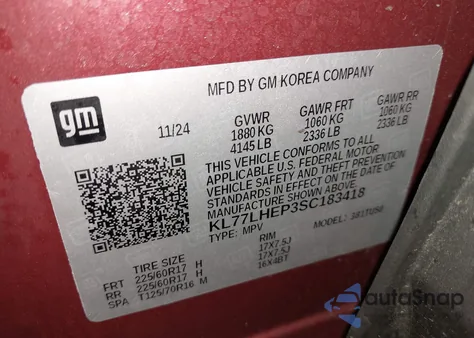 MFD BY GM KOREA COMPANY
gm
11/24
GVWR GAWR FRT GAWR RR
1880 KG 1060 KG 1060 KG
4145 LB 2336 LB 2336 LB
THIS VEHICLE CONFORMS TO ALL
APPLICABLE U.S. FEDERAL MOTOR
VEHICLE SAFETY AND THEFT
PREVENTION STANDARDS IN
EFFECT ON THE DATE OF
MANUFACTURE SHOWN ABOVE.
KL77LHEP3SC183418
TYPE: MPV MODEL:
TIRE SIZE RIM
FRT 225/60R17 H 17X7.5J
RR 225/60R17 H 17X7.5J
SPA T125/70R16 M 16X4BT
autaSnap